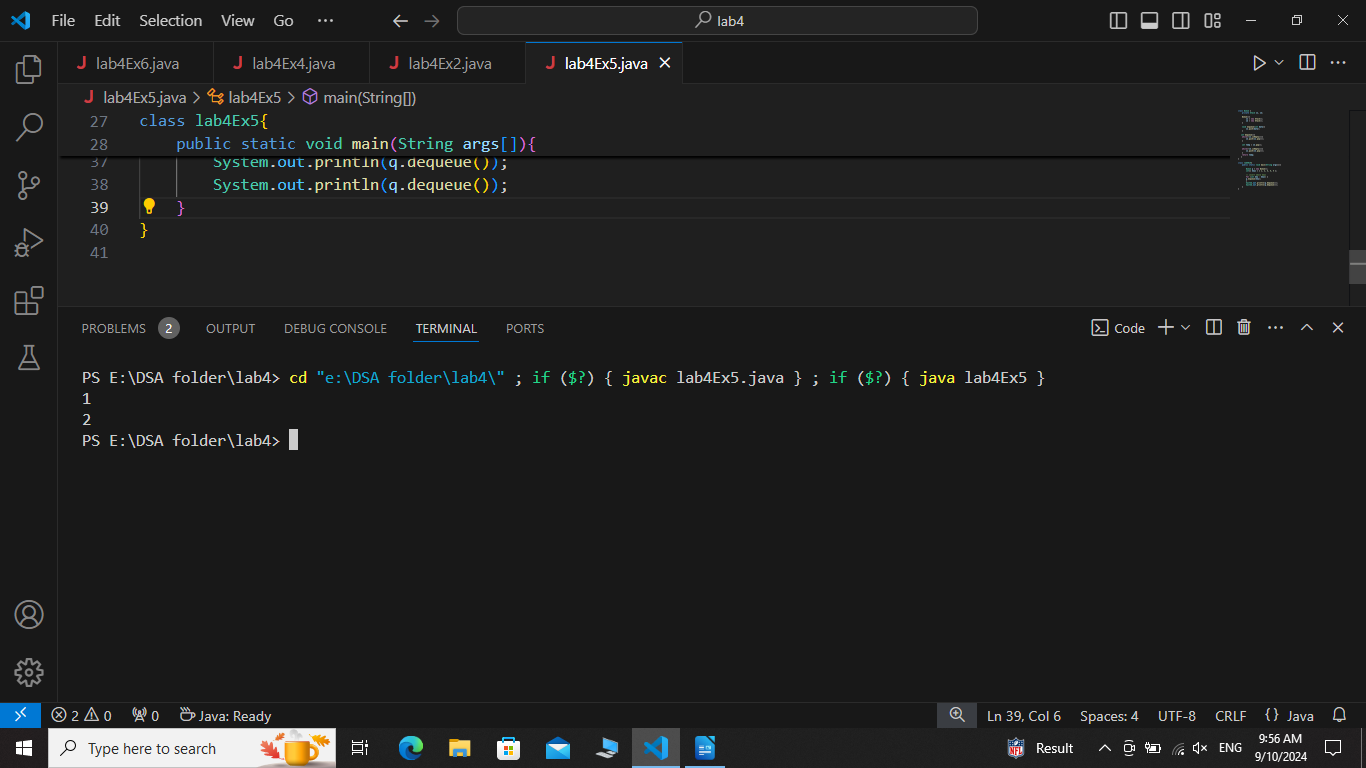 File Edit Selection View Go ··· lab4
lab4Ex6.java lab4Ex4.java lab4Ex2.java lab4Ex5.java
lab4Ex5.java > lab4Ex5 > main(String[])
27 class lab4Ex5{
28 public static void main(String args[]){
37 System.out.println(q.dequeue());
38 System.out.println(q.dequeue());
39 }
40 }
41
PROBLEMS 2 OUTPUT DEBUG CONSOLE TERMINAL PORTS Code
PS E:\DSA folder\lab4> cd "e:\DSA folder\lab4\" ; if ($?) { javac lab4Ex5.java } ; if ($?) { java lab4Ex5 }
1
2
PS E:\DSA folder\lab4>
2 0 0 Java: Ready Ln 39, Col 6 Spaces: 4 UTF-8 CRLF {} Java
Type here to search Result ENG 9:56 AM
9/10/2024